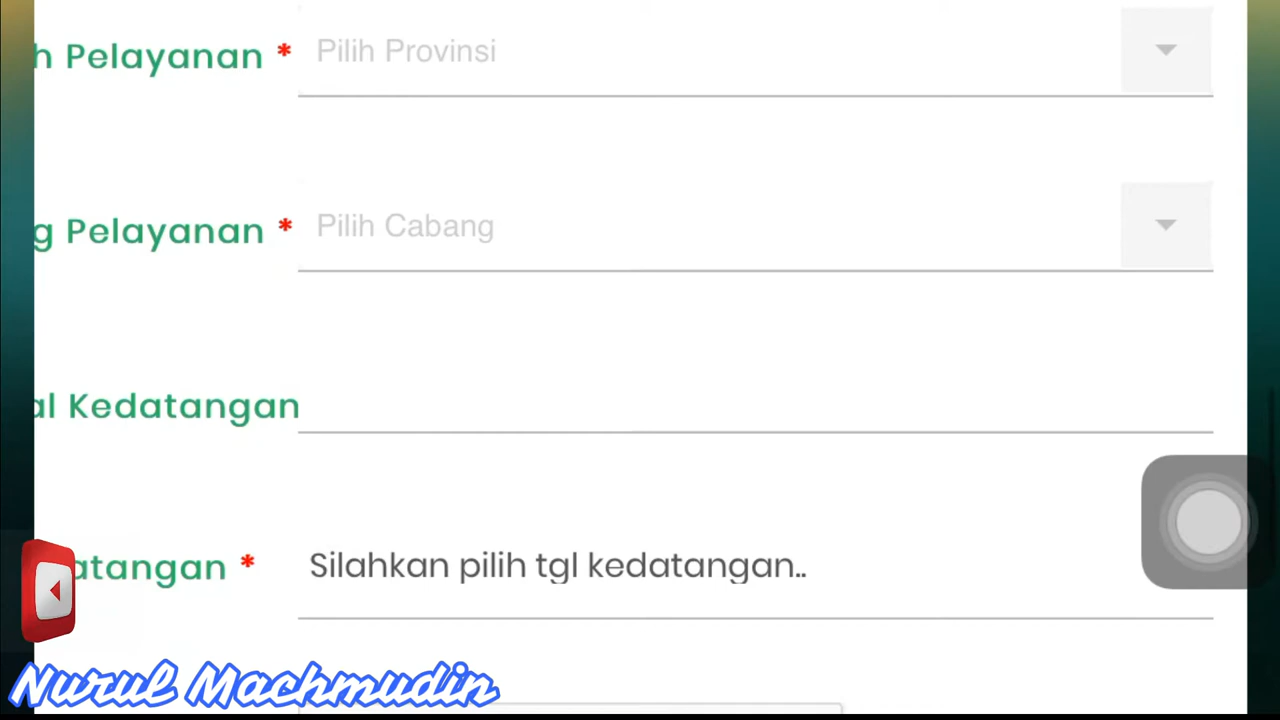 h Pelayanan * Pilih Provinsi
g Pelayanan * Pilih Cabang
al Kedatangan
atangan * Silahkan pilih tgl kedatangan..
Nurul Machmudin